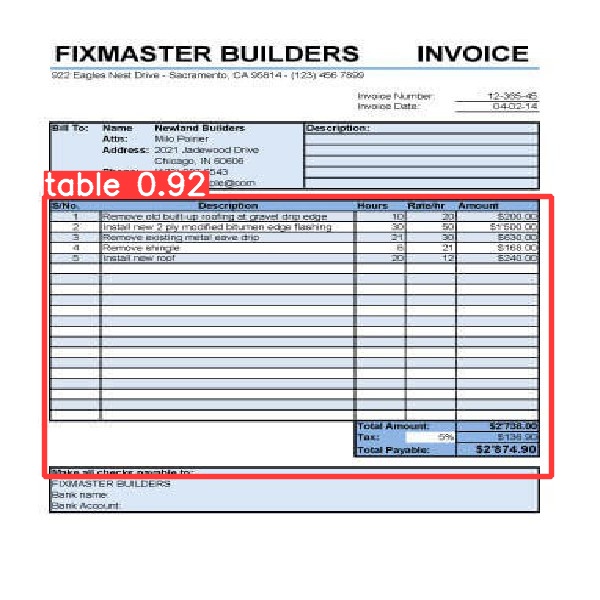 FIXMASTER BUILDERS INVOICE
922 Eagles Nest Drive - Sacramento, CA 95814 - (123) 456 7899
Invoice Number: 12-365-45
Invoice Date: 04-02-14
Bill To: Name Newland Builders Description:
Attn: Milo Poirier
Address: 2021 Jadewood Drive
Chicago, IN 60606
table 0.92
S/No. Description Hours Rate/hr Amount
1 Remove old built-up roofing at gravel drip edge 10 20 $200.00
2 Install new 2 ply modified bitumen edge flashing 30 50 $1'500.00
3 Remove existing metal eave drip 21 30 $630.00
4 Remove shingle 8 21 $168.00
5 Install new roof 20 12 $240.00
Total Amount: $2'738.00
Tax: 5% $136.90
Total Payable: $2'874.90
Make all checks payable to:
FIXMASTER BUILDERS
Bank name:
Bank Account: